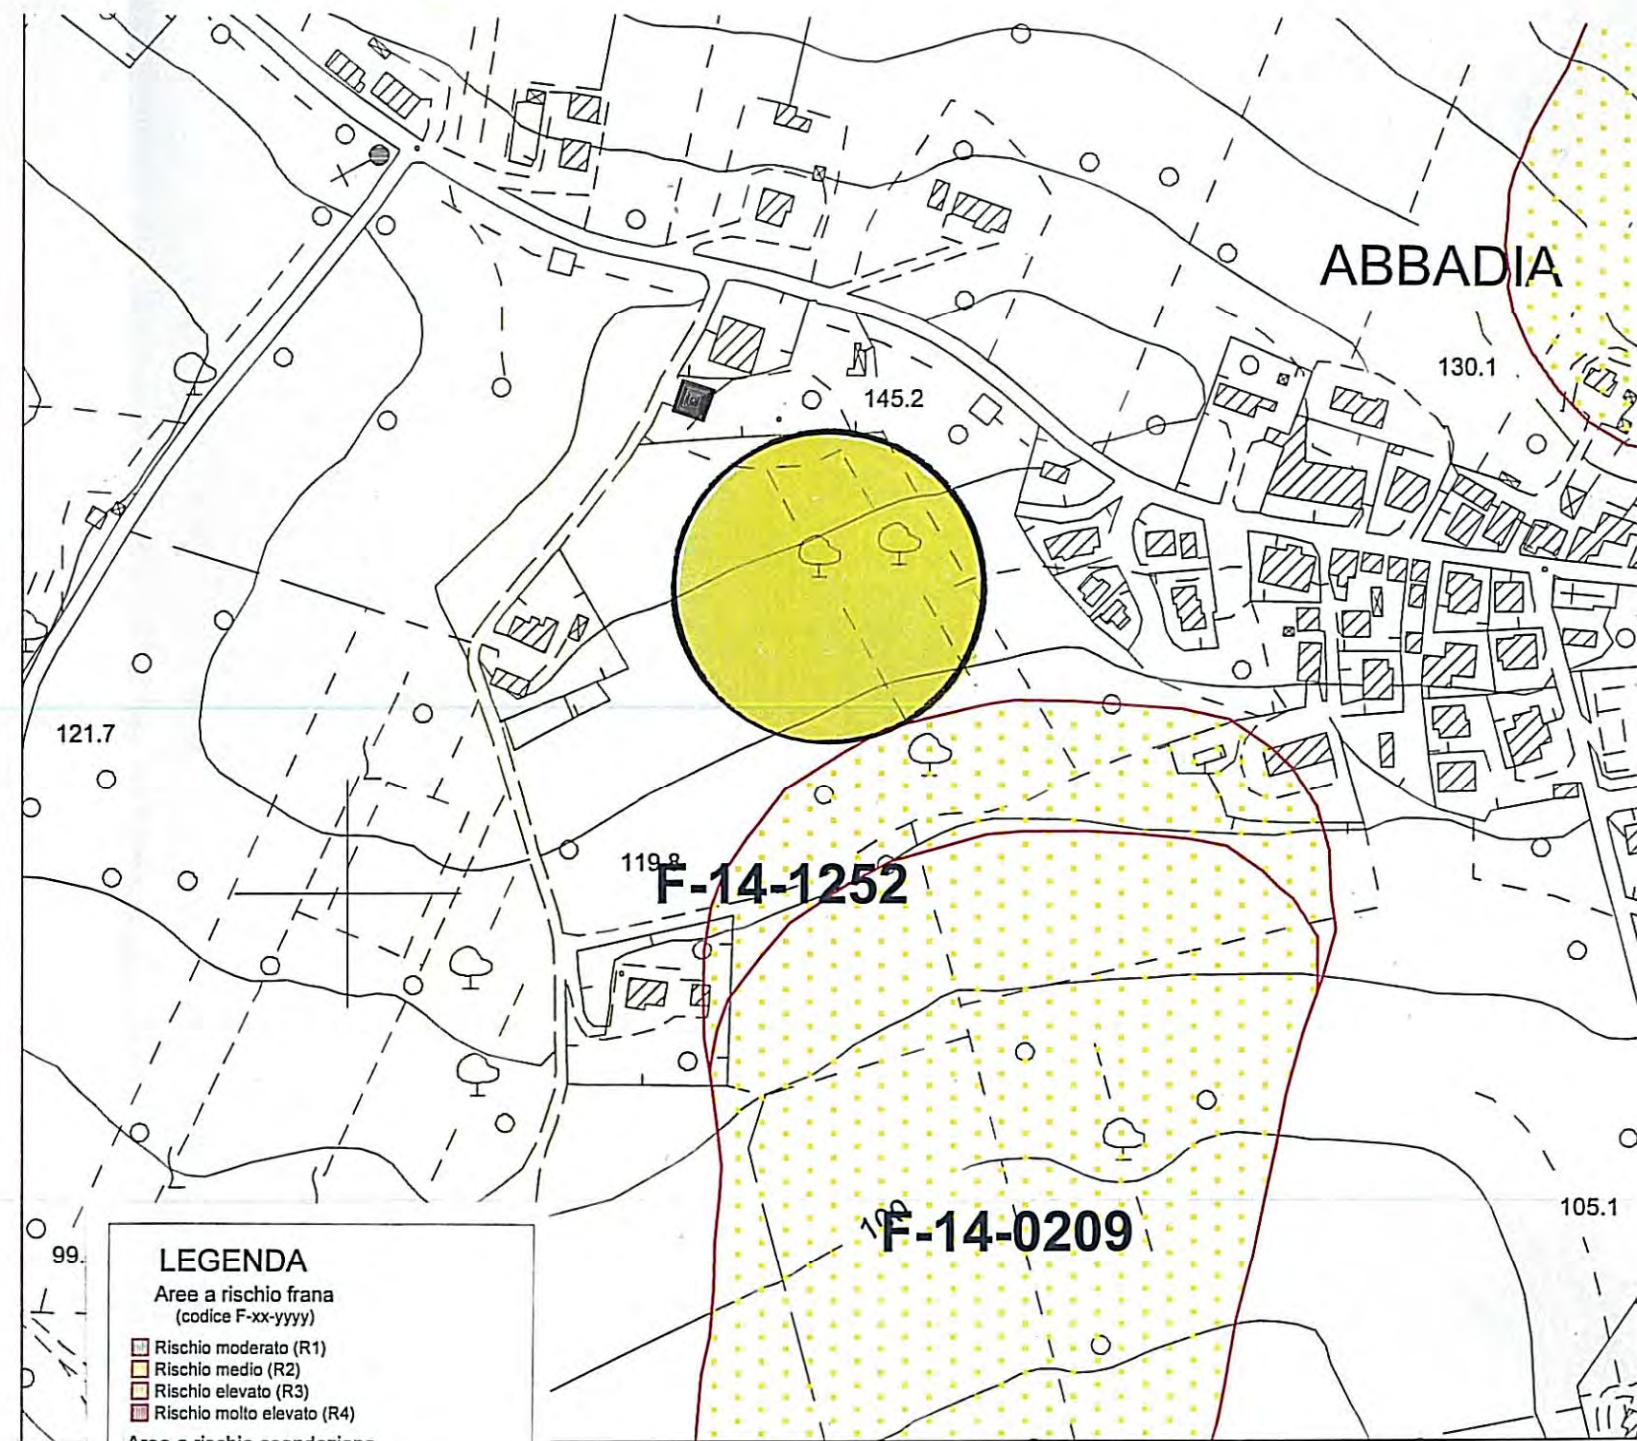 ABBADIA
130.1
145.2
121.7
119.8
F-14-1252
F-14-0209
105.1
99.
LEGENDA
Aree a rischio frana
(codice F-xx-yyyy)
Rischio moderato (R1)
Rischio medio (R2)
Rischio elevato (R3)
Rischio molto elevato (R4)